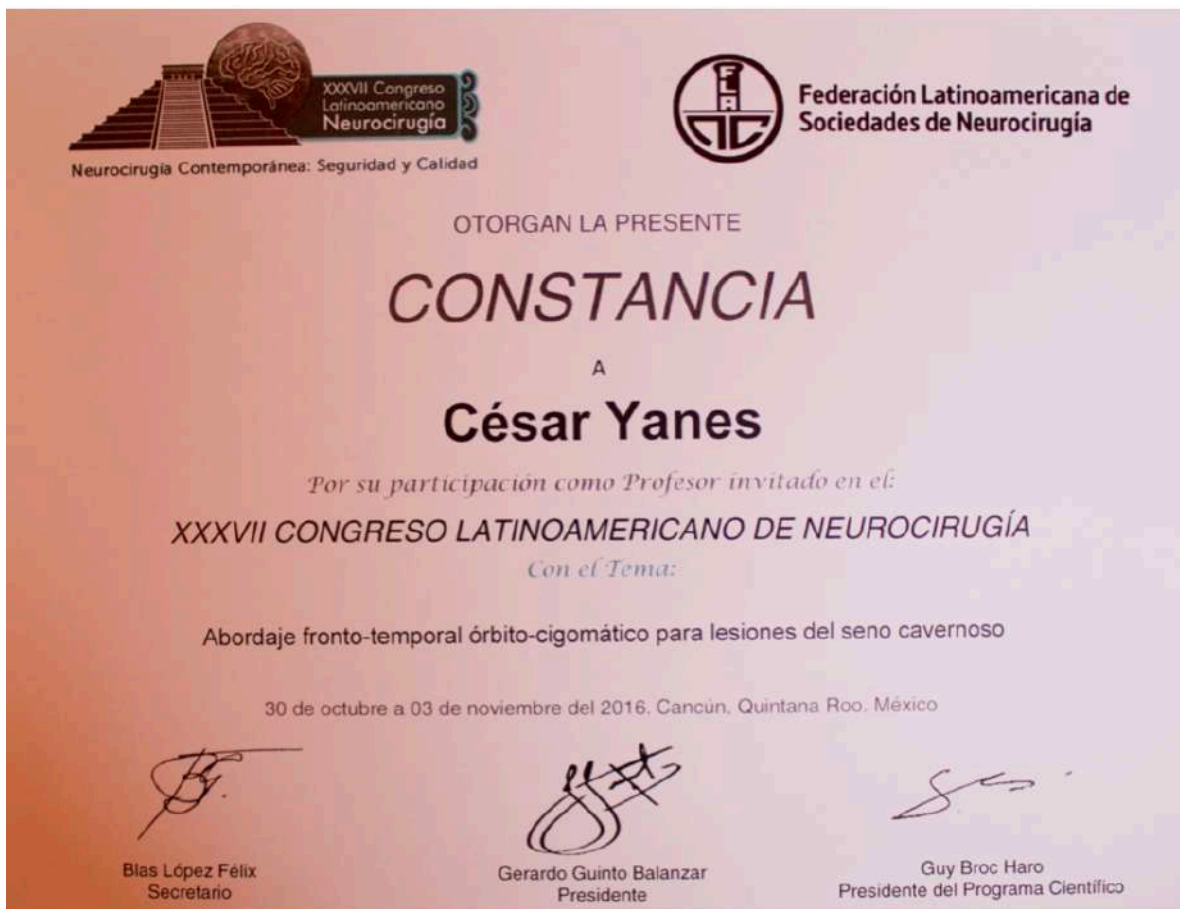 XXXVII Congreso
Latinoamericano
Neurocirugía
Neurocirugía Contemporánea: Seguridad y Calidad
FLANC
Federación Latinoamericana de
Sociedades de Neurocirugía
OTORGAN LA PRESENTE
CONSTANCIA
A
César Yanes
Por su participación como Profesor invitado en el:
XXXVII CONGRESO LATINOAMERICANO DE NEUROCIRUGÍA
Con el Tema:
Abordaje fronto-temporal órbito-cigomático para lesiones del seno cavernoso
30 de octubre a 03 de noviembre del 2016. Cancún, Quintana Roo. México
Blas López Félix
Secretario
Gerardo Guinto Balanzar
Presidente
Guy Broc Haro
Presidente del Programa Científico